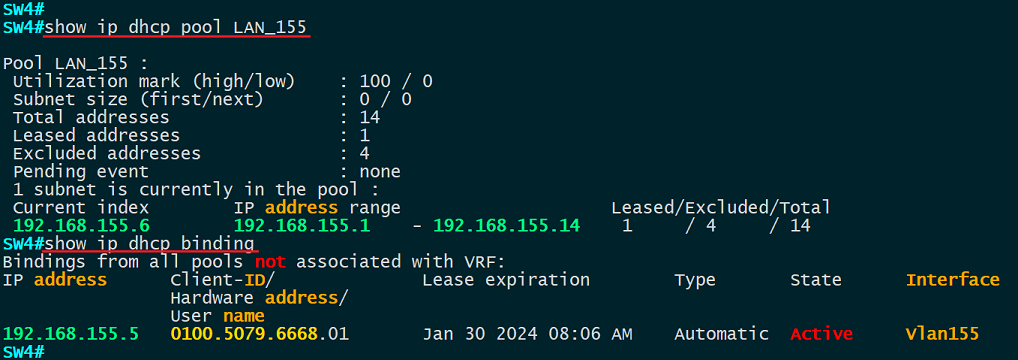 SW4#
SW4#show ip dhcp pool LAN_155
Pool LAN_155 :
Utilization mark (high/low) : 100 / 0
Subnet size (first/next) : 0 / 0
Total addresses : 14
Leased addresses : 1
Excluded addresses : 4
Pending event : none
1 subnet is currently in the pool :
Current index IP address range Leased/Excluded/Total
192.168.155.6 192.168.155.1 - 192.168.155.14 1 / 4 / 14
SW4#show ip dhcp binding
Bindings from all pools not associated with VRF:
IP address Client-ID/ Lease expiration Type State Interface
Hardware address/
User name
192.168.155.5 0100.5079.6668.01 Jan 30 2024 08:06 AM Automatic Active Vlan155
SW4#